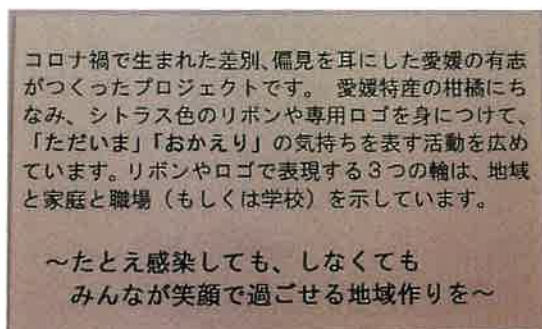 コロナ禍で生まれた差別、偏見を耳にした愛媛の有志
がつくったプロジェクトです。 愛媛特産の柑橘にち
なみ、シトラス色のリボンや専用ロゴを身につけて、
「ただいま」「おかえり」の気持ちを表す活動を広め
ています。リボンやロゴで表現する3つの輪は、地域
と家庭と職場（もしくは学校）を示しています。
～たとえ感染しても、しなくても
みんなが笑顔で過ごせる地域作りを～